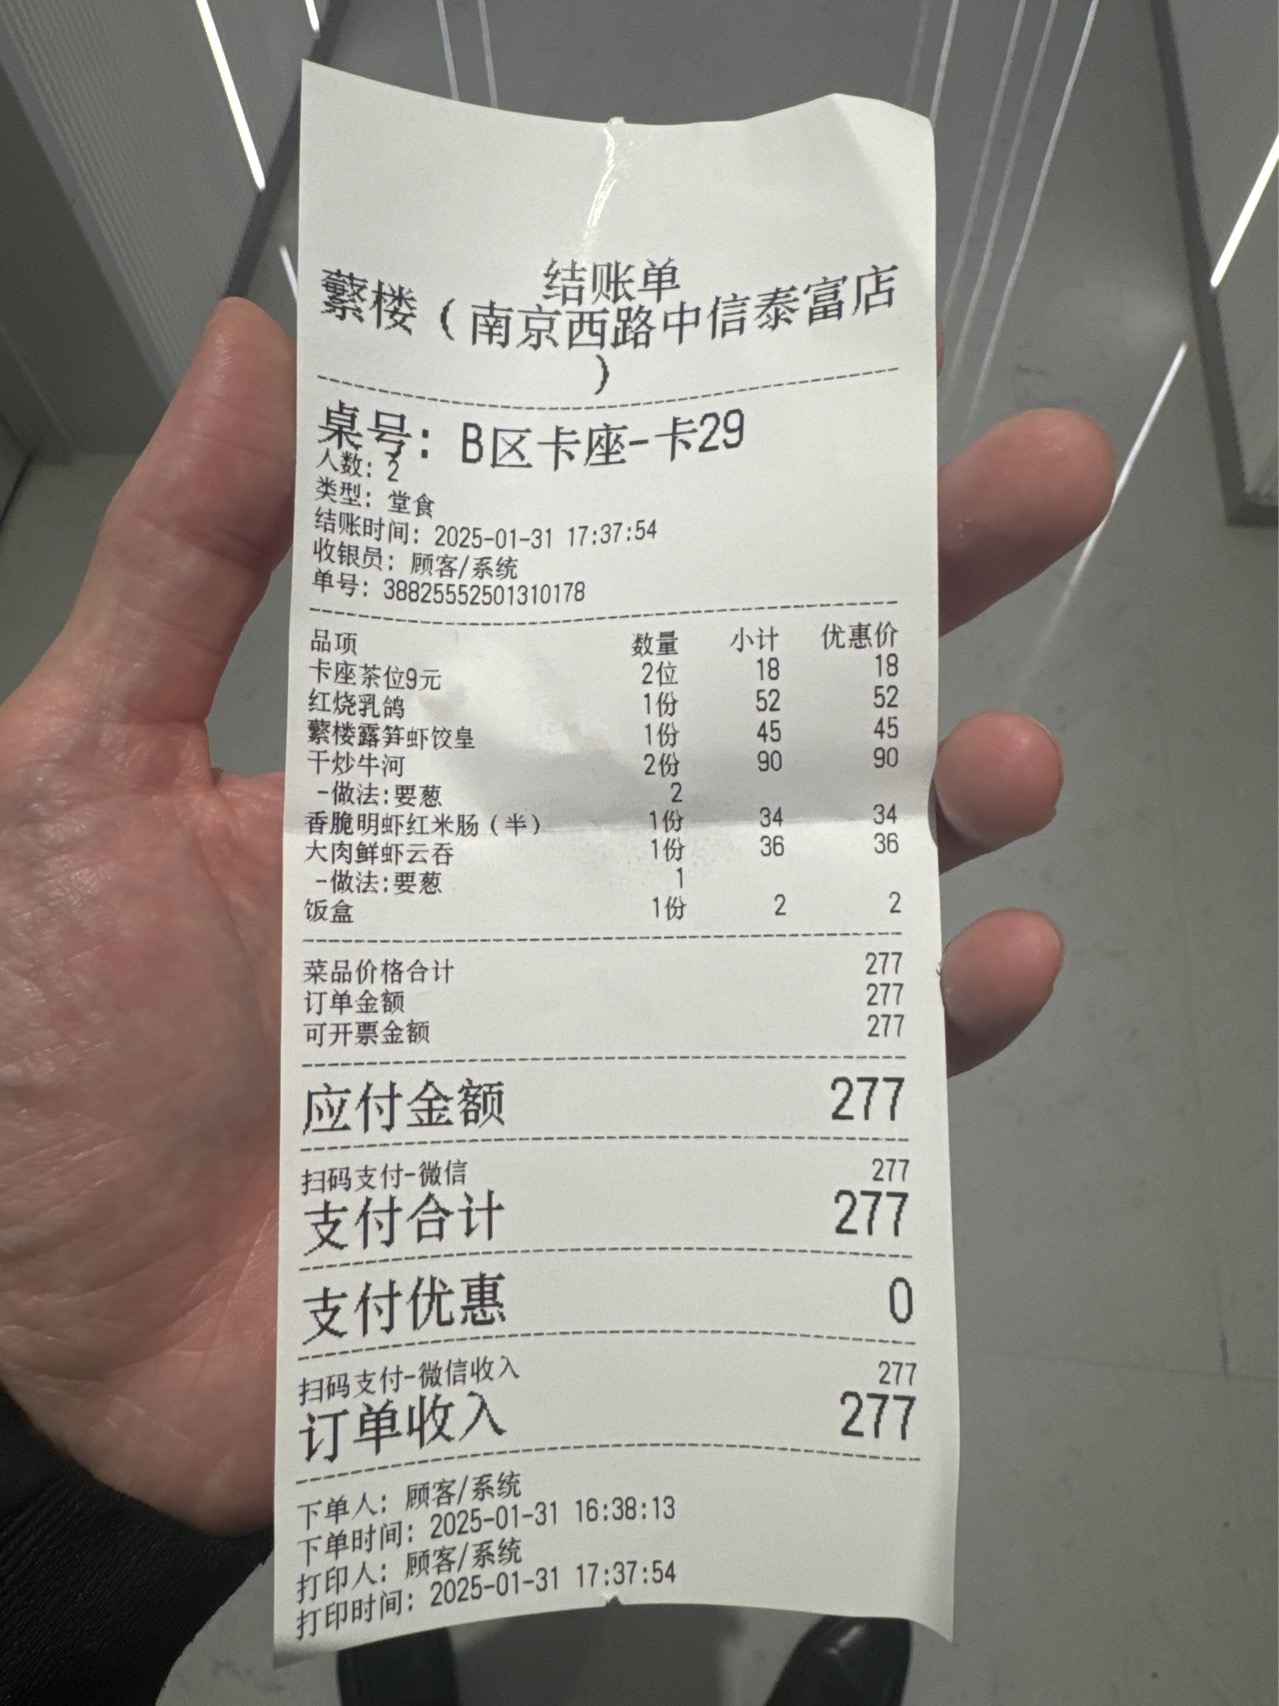 结账单
蘩楼（南京西路中信泰富店
）
桌号：B区卡座-卡29
人数：2
类型：堂食
结账时间：2025-01-31 17:37:54
收银员：顾客/系统
单号：38825552501310178
品项 数量 小计 优惠价
卡座茶位9元 2位 18 18
红烧乳鸽 1份 52 52
蘩楼露笋虾饺皇 1份 45 45
干炒牛河 2份 90 90
-做法:要葱 2
香脆明虾红米肠（半） 1份 34 34
大肉鲜虾云吞 1份 36 36
-做法:要葱 1
饭盒 1份 2 2
菜品价格合计 277
订单金额 277
可开票金额 277
应付金额 277
扫码支付-微信 277
支付合计 277
支付优惠 0
扫码支付-微信收入 277
订单收入 277
下单人：顾客/系统
下单时间：2025-01-31 16:38:13
打印人：顾客/系统
打印时间：2025-01-31 17:37:54